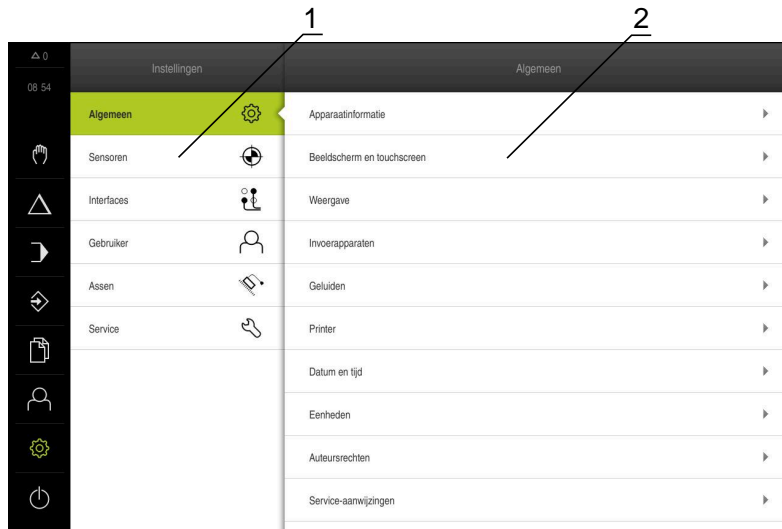 1
2
0
Instellingen
Algemeen
08 54
Algemeen
Apparaatinformatie
Sensoren
Beeldscherm en touchscreen
Interfaces
Weergave
Gebruiker
Invoerapparaten
Assen
Geluiden
Service
Printer
Datum en tijd
Eenheden
Auteursrechten
Service-aanwijzingen